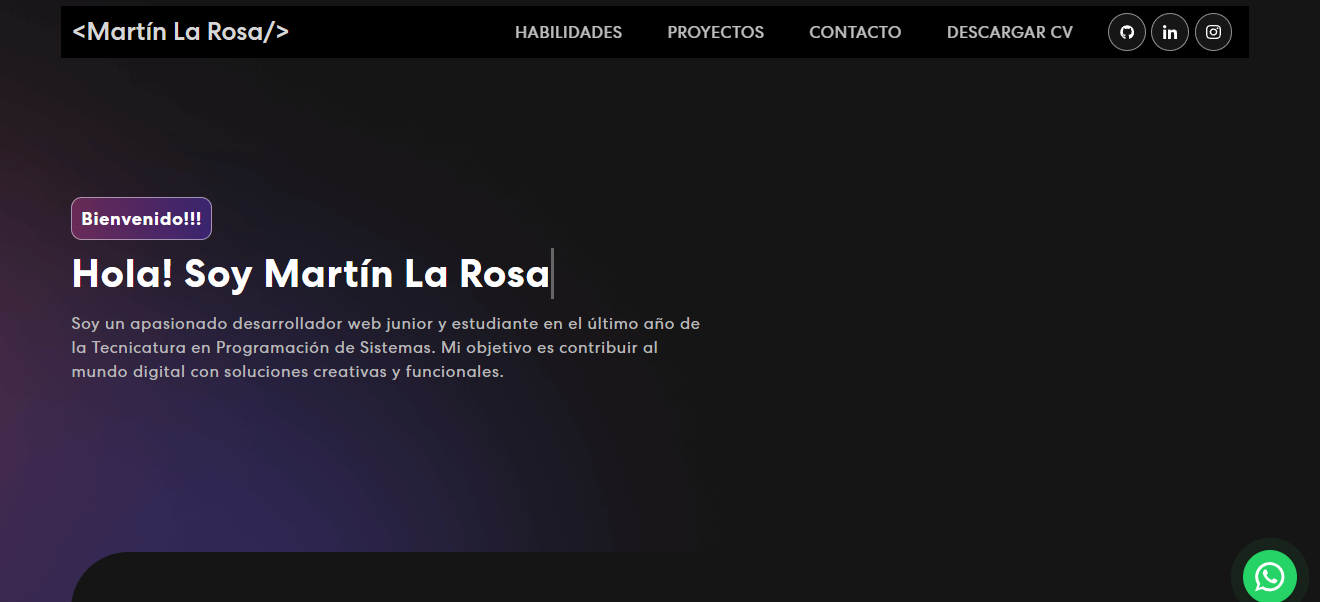 <Martín La Rosa/>
HABILIDADES PROYECTOS CONTACTO DESCARGAR CV
Bienvenido!!!
Hola! Soy Martín La Rosa
Soy un apasionado desarrollador web junior y estudiante en el último año de
la Tecnicatura en Programación de Sistemas. Mi objetivo es contribuir al
mundo digital con soluciones creativas y funcionales.